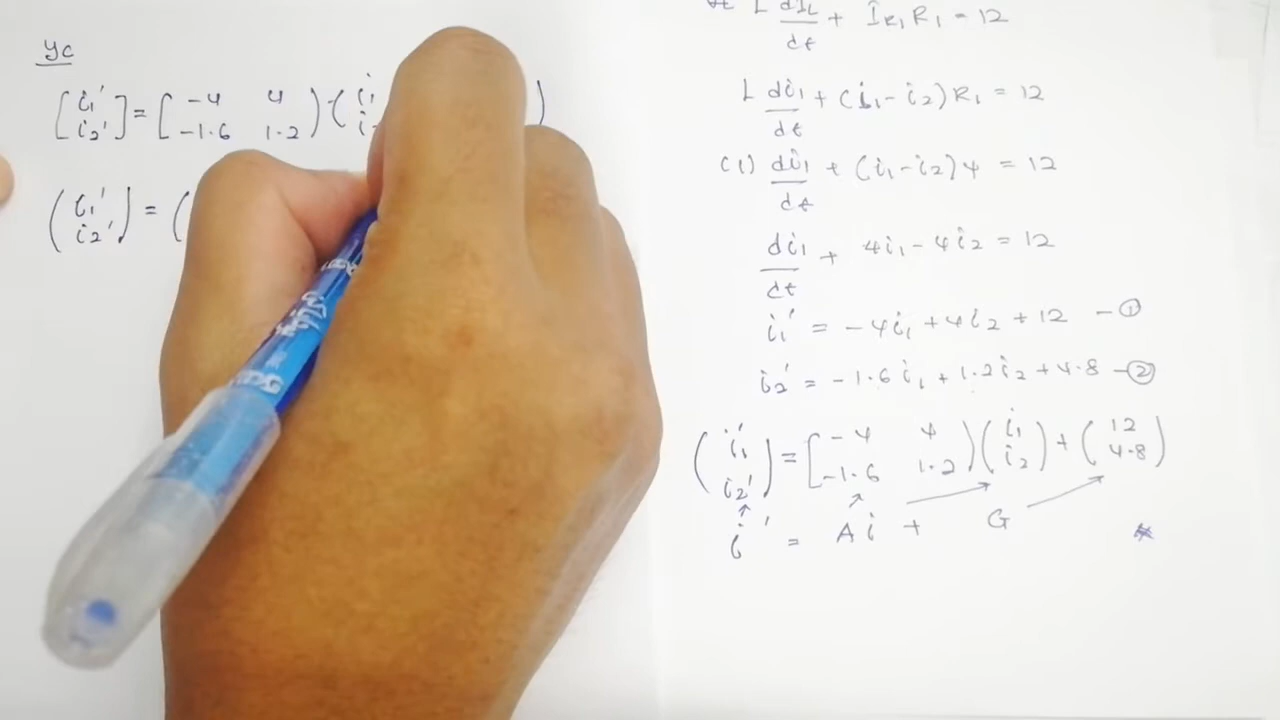 yc
[i₁' i₂'] = [-4 4 -1.6 1.2) (i₁
(i₁' i₂') = (
L diL/dt + IR₁R₁ = 12
L di₁/dt + (i₁-i₂)R₁ = 12
(1) di₁/dt + (i₁-i₂)4 = 12
di₁/dt + 4i₁-4i₂ = 12
i₁' = -4i₁+4i₂+12 - ①
i₂' = -1.6i₁+1.2i₂+4.8 - ②
(i₁' i₂') = [-4 4 -1.6 1.2) (i₁ i₂) + (12 4.8)
i' = Ai + G